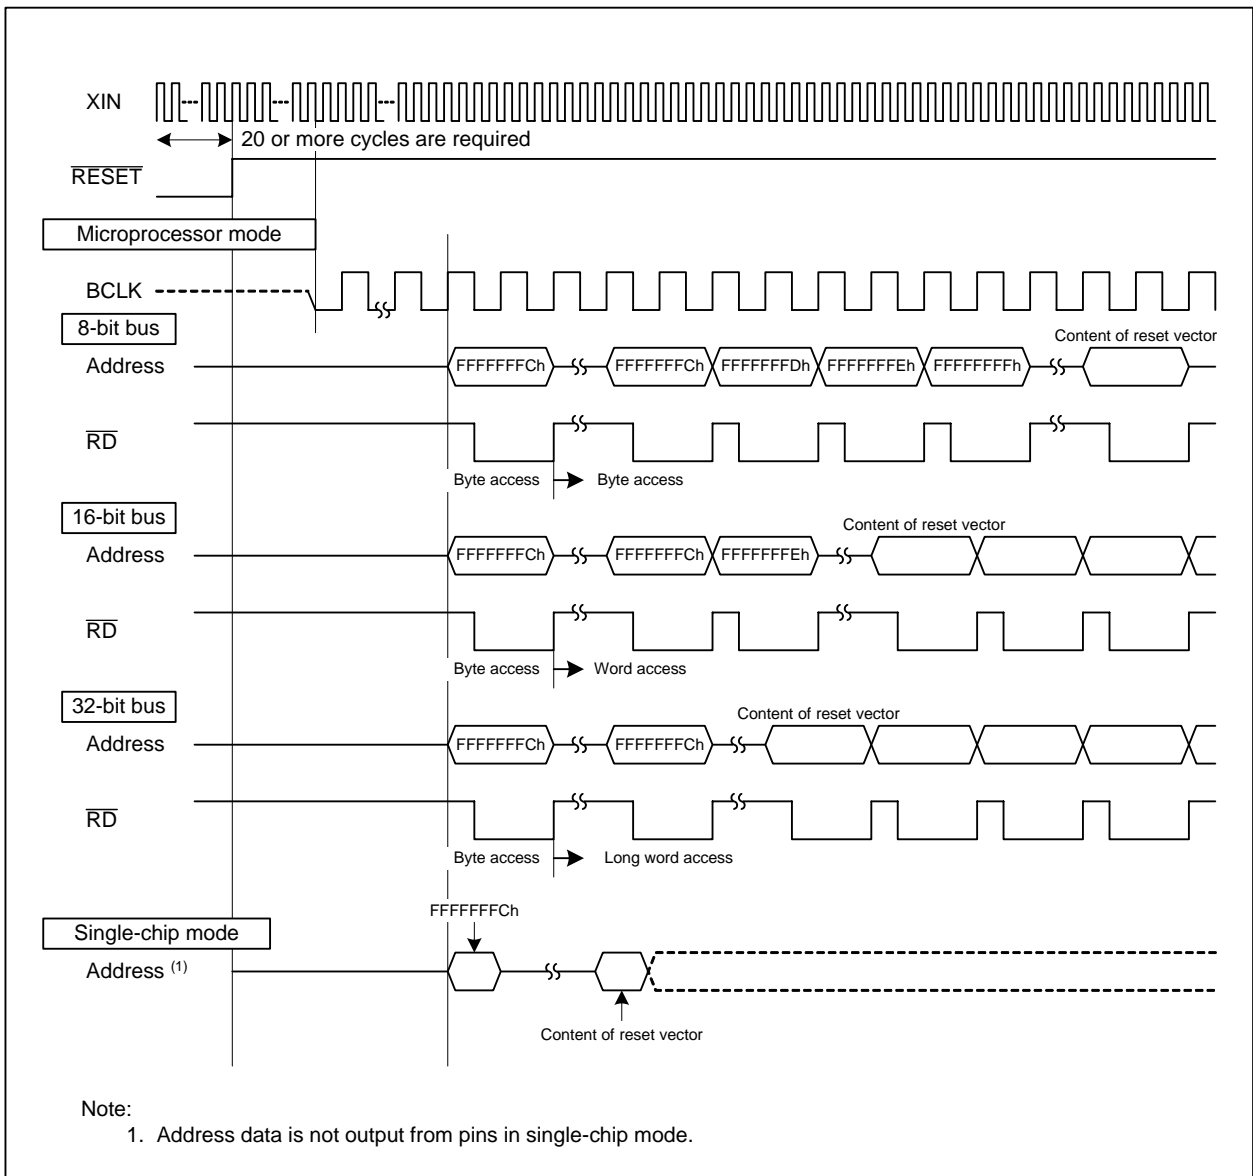 XIN
20 or more cycles are required
RESET
Microprocessor mode
BCLK
8-bit bus
Content of reset vector
Address
FFFFFFFCh
FFFFFFFCh
FFFFFFFDh
FFFFFFFEh
FFFFFFFFh
RD
Byte access
Byte access
16-bit bus
Content of reset vector
Address
FFFFFFFCh
FFFFFFFCh
FFFFFFFEh
RD
Byte access
Word access
32-bit bus
Content of reset vector
Address
FFFFFFFCh
FFFFFFFCh
RD
Byte access
Long word access
FFFFFFFCh
Single-chip mode
Address (1)
Content of reset vector
Note:
1. Address data is not output from pins in single-chip mode.